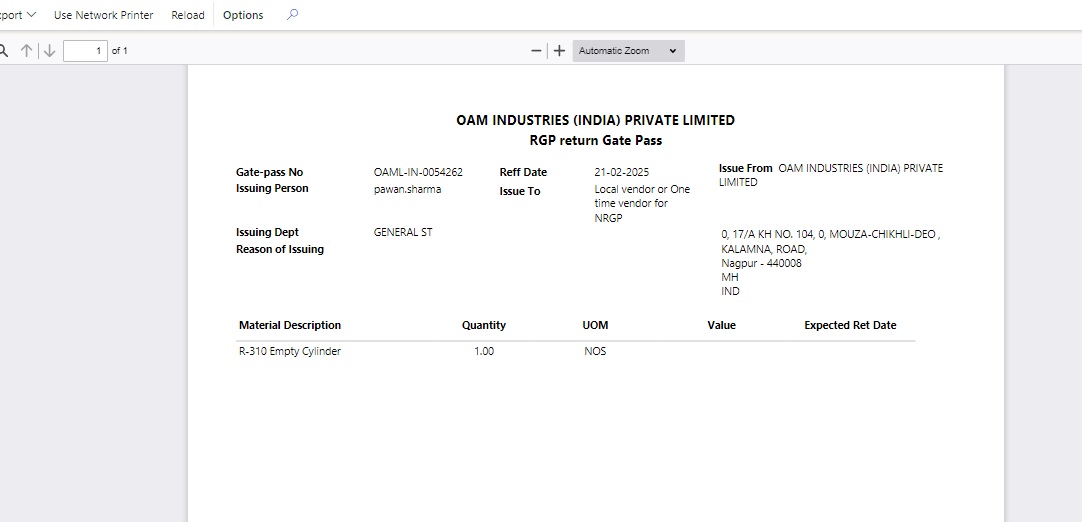 port
Use Network Printer
Reload
Options
1 of 1
Automatic Zoom
OAM INDUSTRIES (INDIA) PRIVATE LIMITED
RGP return Gate Pass
Gate-pass No OAML-IN-0054262 Reff Date 21-02-2025 Issue From OAM INDUSTRIES (INDIA) PRIVATE
LIMITED
Issuing Person pawan.sharma Issue To Local vendor or One
time vendor for
NRGP
Issuing Dept GENERAL ST
Reason of Issuing
0, 17/A KH NO. 104, 0, MOUZA-CHIKHLI-DEO ,
KALAMNA, ROAD,
Nagpur - 440008
MH
IND
Material Description Quantity UOM Value Expected Ret Date
R-310 Empty Cylinder 1.00 NOS